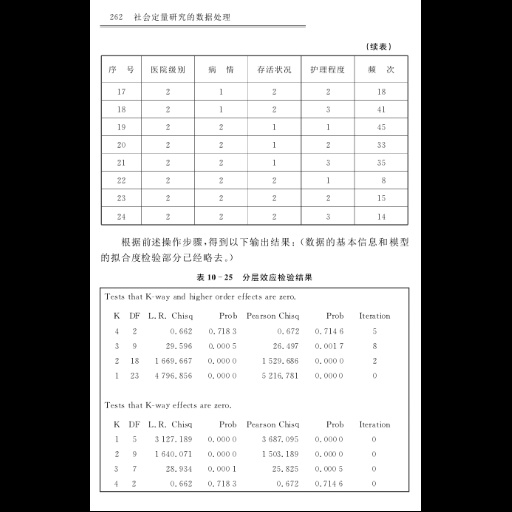 262 社会定量研究的数据处理
(续表)
序 号 医院级别 病 情 存活状况 护理程度 频 次
17 2 1 2 2 18
18 2 1 2 3 41
19 2 2 1 1 45
20 2 2 1 2 33
21 2 2 1 3 35
22 2 2 2 1 8
23 2 2 2 2 15
24 2 2 2 3 14
根据前述操作步骤,得到以下输出结果:(数据的基本信息和模型
的拟合度检验部分已经略去。)
表 10-25 分层效应检验结果
Tests that K-way and higher order effects are zero.
K DF L.R. Chisq Prob Pearson Chisq Prob Iteration
4 2 0.662 0.718 3 0.672 0.714 6 5
3 9 29.596 0.000 5 26.497 0.001 7 8
2 18 1 669.667 0.000 0 1 529.686 0.000 0 2
1 23 4 796.856 0.000 0 5 216.781 0.000 0 0
Tests that K-way effects are zero.
K DF L.R. Chisq Prob Pearson Chisq Prob Iteration
1 5 3 127.189 0.000 0 3 687.095 0.000 0 0
2 9 1 640.071 0.000 0 1 503.189 0.000 0 0
3 7 28.934 0.000 1 25.825 0.000 5 0
4 2 0.662 0.718 3 0.672 0.714 6 0